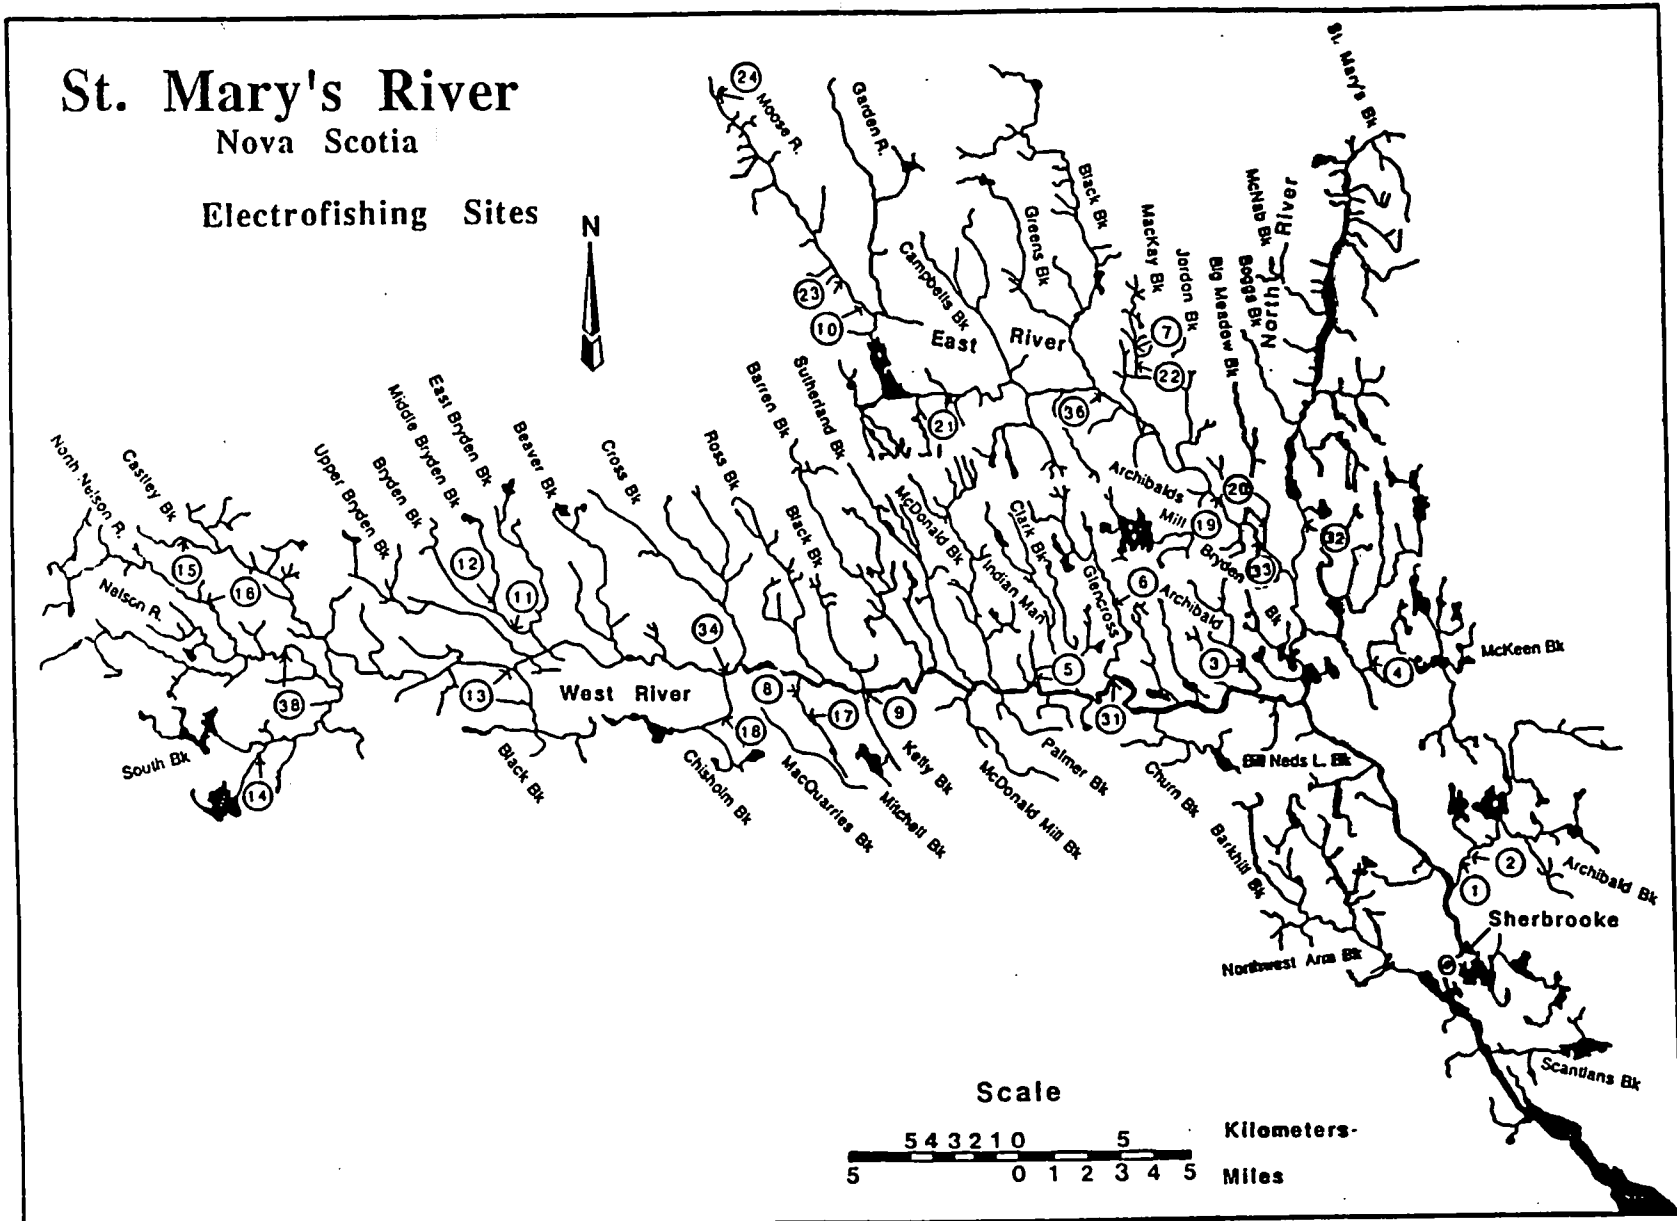 St. Mary's River
Nova Scotia
Electrofishing Sites
N
St. Mary's Bk
24
Moose R.
Garden R.
Black Bk
Greens Bk
MacKay Bk
Jordon Bk
Big Meadow Bk
Boggs Bk
McNab Bk
North River
Campbells Bk
23
10
East River
7
22
36
21
Sutherland Bk
Barren Bk
Ross Bk
Cross Bk
Beaver Bk
East Bryden Bk
Middle Bryden Bk
Bryden Bk
Upper Bryden Bk
Castley Bk
North Nelson R.
Nelson R.
15
16
12
11
34
Black Bk
McDonald Bk
Indian Man
Clark Bk
Glencross
Archibalds
Mill
20
19
Bryden
33
Bk
32
6
Archibald
3
4
McKeen Bk
5
31
38
13
West River
8
17
9
18
14
South Bk
Black Bk
Chisholm Bk
MacQuarries Bk
Mitchell Bk
Kelly Bk
McDonald Mill Bk
Palmer Bk
Churn Bk
Bill Neds L. Bk
Barkhill Bk
2
1
Archibald Bk
Sherbrooke
Northwest Arm Bk
Scantlans Bk
Scale
5 4 3 2 1 0 5 Kilometers
5 0 1 2 3 4 5 Miles